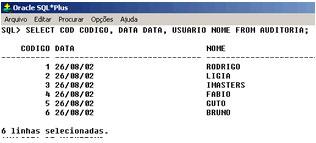 Oracle SQL*Plus
Arquivo Editar Procurar Opções Ajuda
SQL> SELECT COD CODIGO, DATA DATA, USUARIO NOME FROM AUDITORIA;
CODIGO DATA NOME
--------- -------- ------------------------------
1 26/08/02 RODRIGO
2 26/08/02 LIGIA
3 26/08/02 IMASTERS
4 26/08/02 FABIO
5 26/08/02 GUTO
6 26/08/02 BRUNO
6 linhas selecionadas.